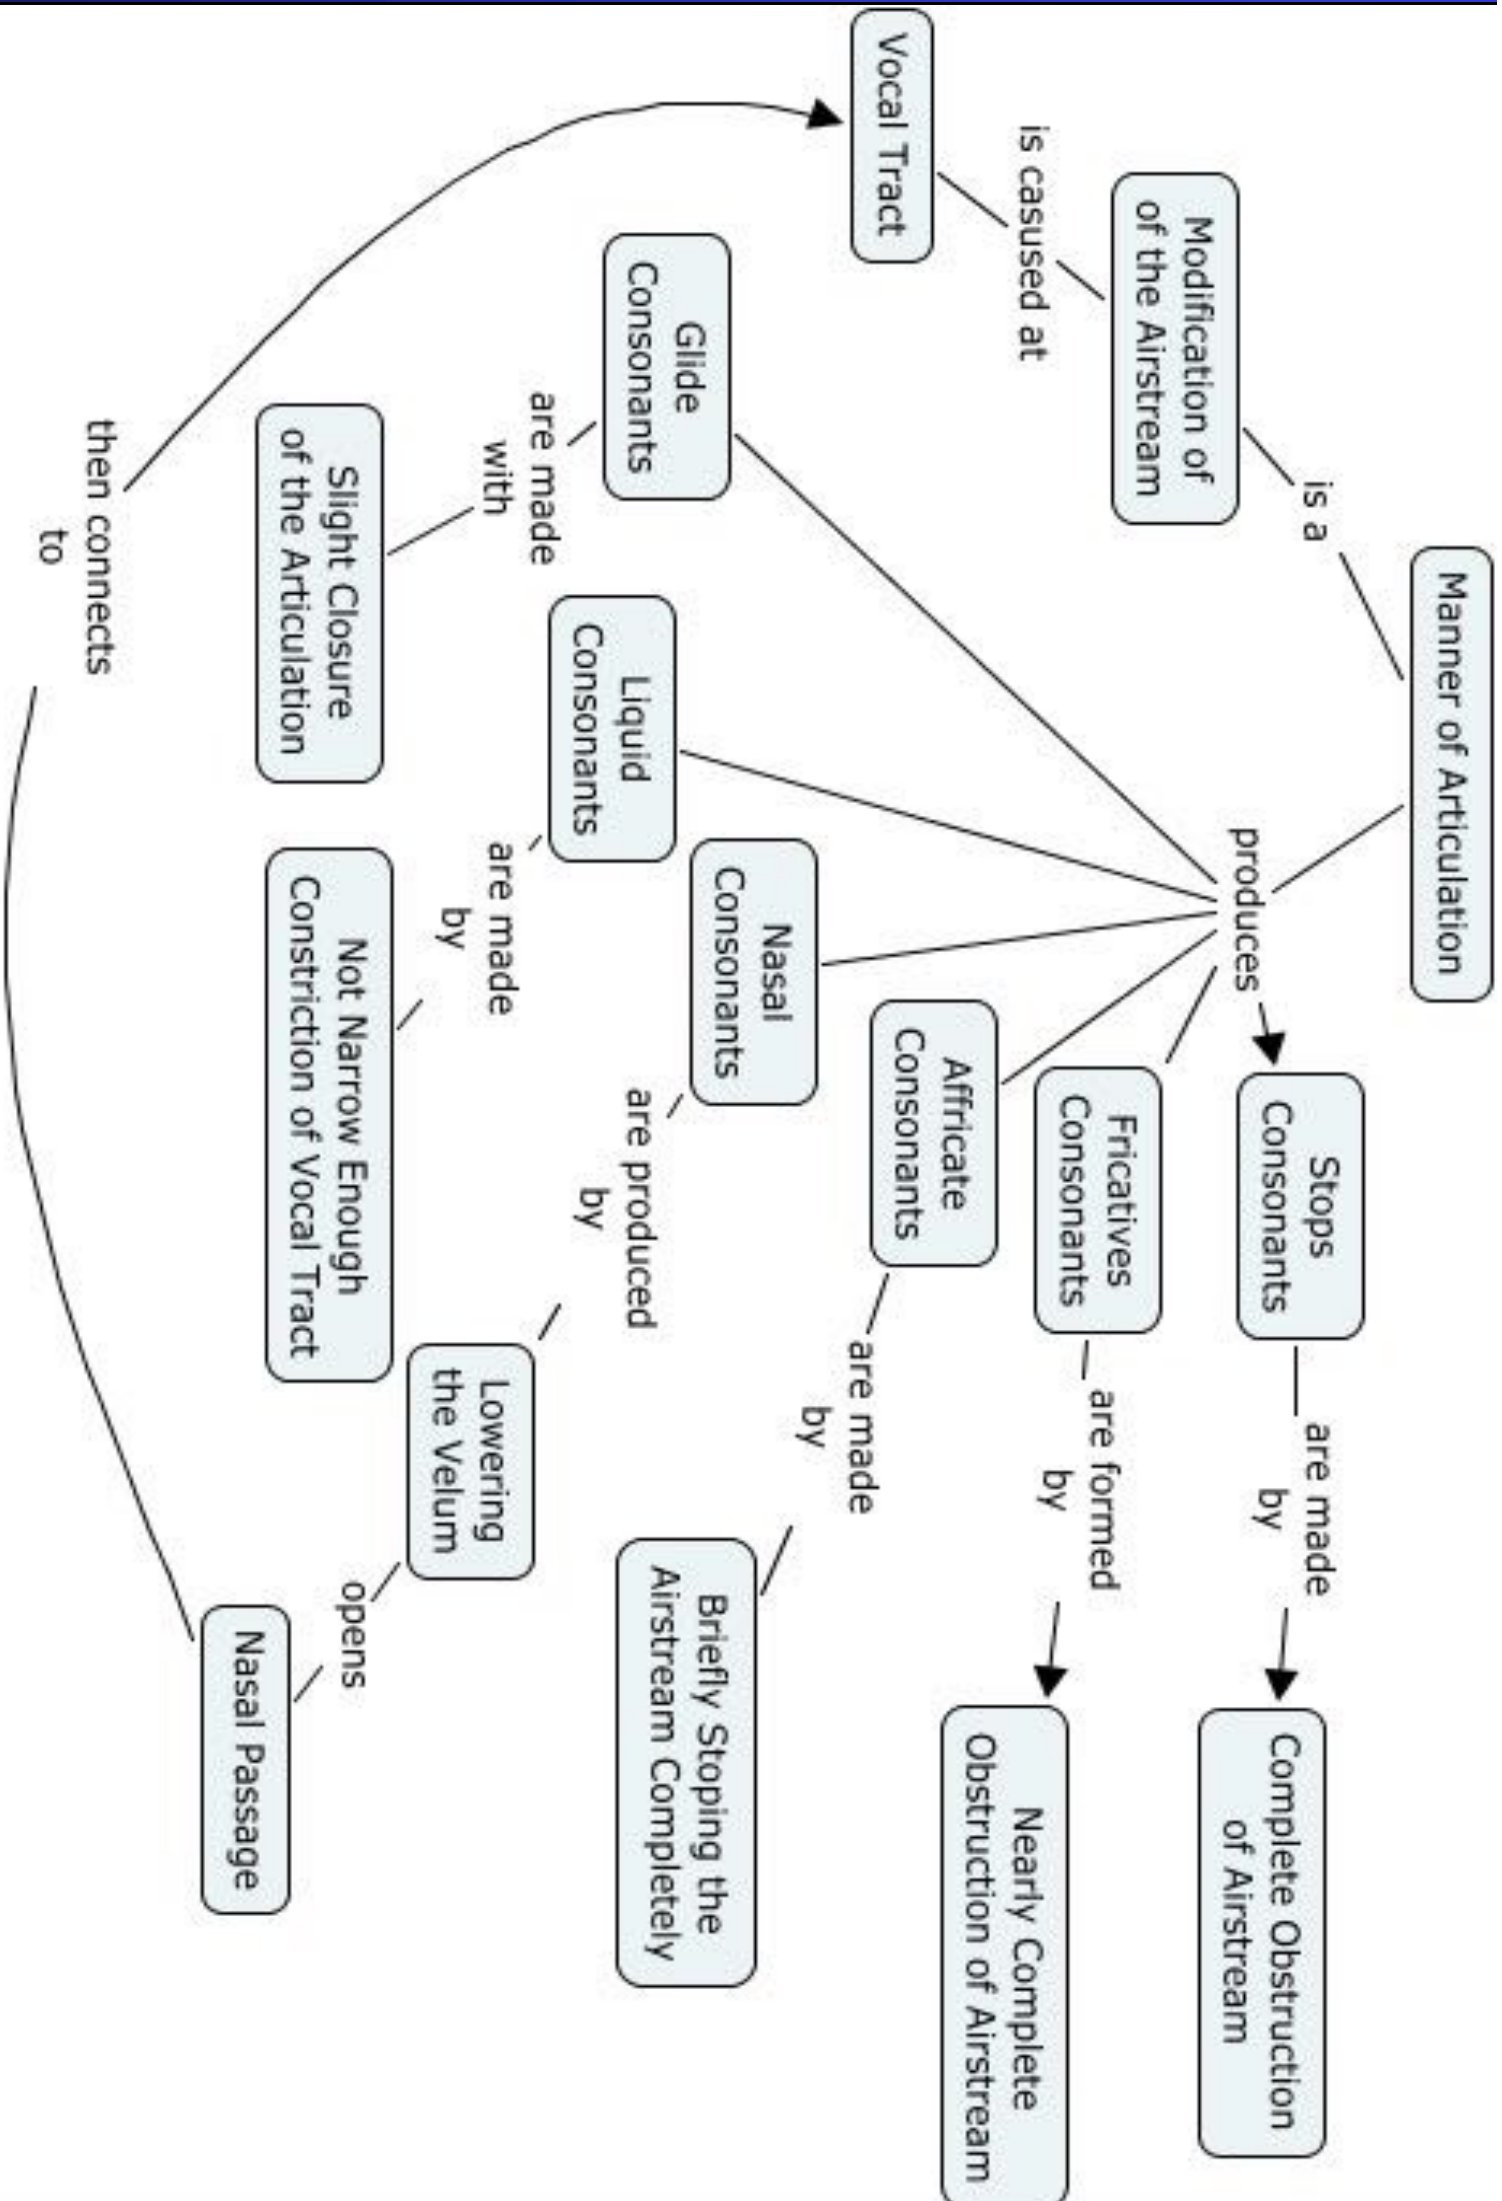 Manner of Articulation
is a
Modification of
of the Airstream
is casused at
Vocal Tract
produces
Stops
Consonants
are made
by
Complete Obstruction
of Airstream
Fricatives
Consonants
are formed
by
Nearly Complete
Obstruction of Airstream
Affricate
Consonants
are made
by
Briefly Stoping the
Airstream Completely
Nasal
Consonants
are produced
by
Lowering
the Velum
opens
Nasal Passage
then connects
to
Liquid
Consonants
are made
by
Not Narrow Enough
Constriction of Vocal Tract
Glide
Consonants
are made
with
Slight Closure
of the Articulation